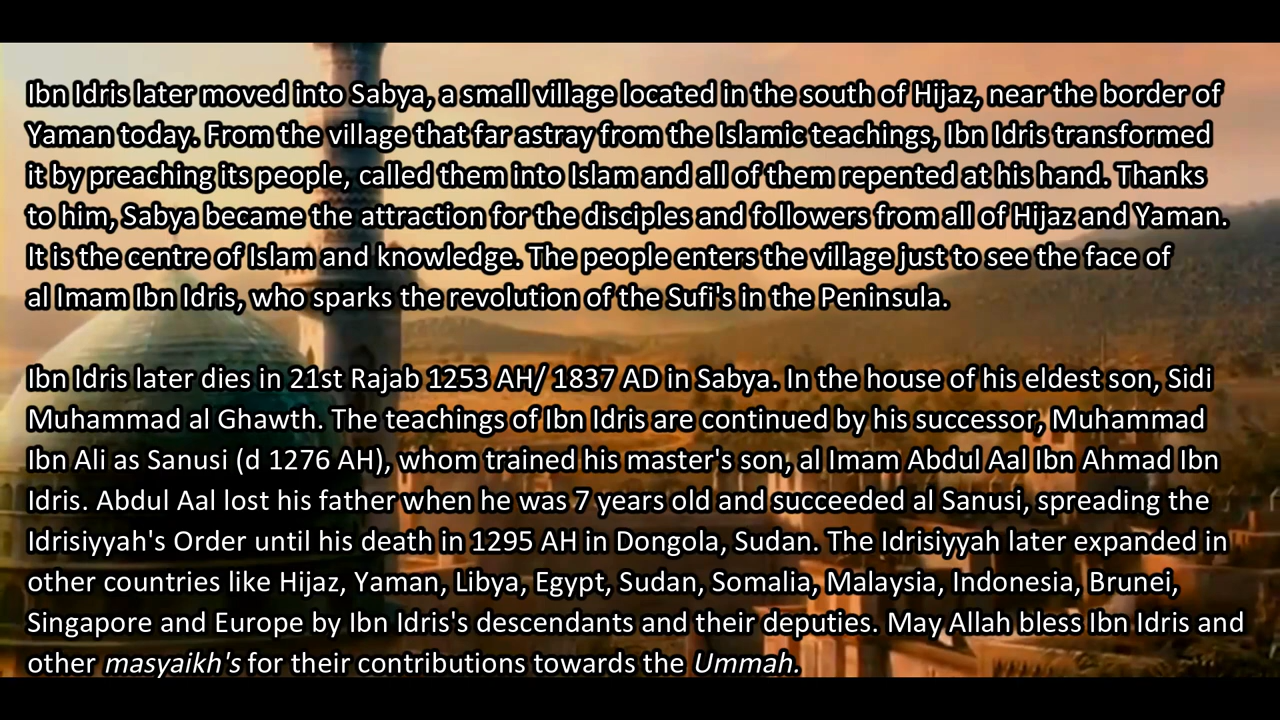 Ibn Idris later moved into Sabya, a small village located in the south of Hijaz, near the border of
Yaman today. From the village that far astray from the Islamic teachings, Ibn Idris transformed
it by preaching its people, called them into Islam and all of them repented at his hand. Thanks
to him, Sabya became the attraction for the disciples and followers from all of Hijaz and Yaman.
It is the centre of Islam and knowledge. The people enters the village just to see the face of
al Imam Ibn Idris, who sparks the revolution of the Sufi's in the Peninsula.
Ibn Idris later dies in 21st Rajab 1253 AH/ 1837 AD in Sabya. In the house of his eldest son, Sidi
Muhammad al Ghawth. The teachings of Ibn Idris are continued by his successor, Muhammad
Ibn Ali as Sanusi (d 1276 AH), whom trained his master's son, al Imam Abdul Aal Ibn Ahmad Ibn
Idris. Abdul Aal lost his father when he was 7 years old and succeeded al Sanusi, spreading the
Idrisiyyah's Order until his death in 1295 AH in Dongola, Sudan. The Idrisiyyah later expanded in
other countries like Hijaz, Yaman, Libya, Egypt, Sudan, Somalia, Malaysia, Indonesia, Brunei,
Singapore and Europe by Ibn Idris's descendants and their deputies. May Allah bless Ibn Idris and
other masyaikh's for their contributions towards the Ummah.